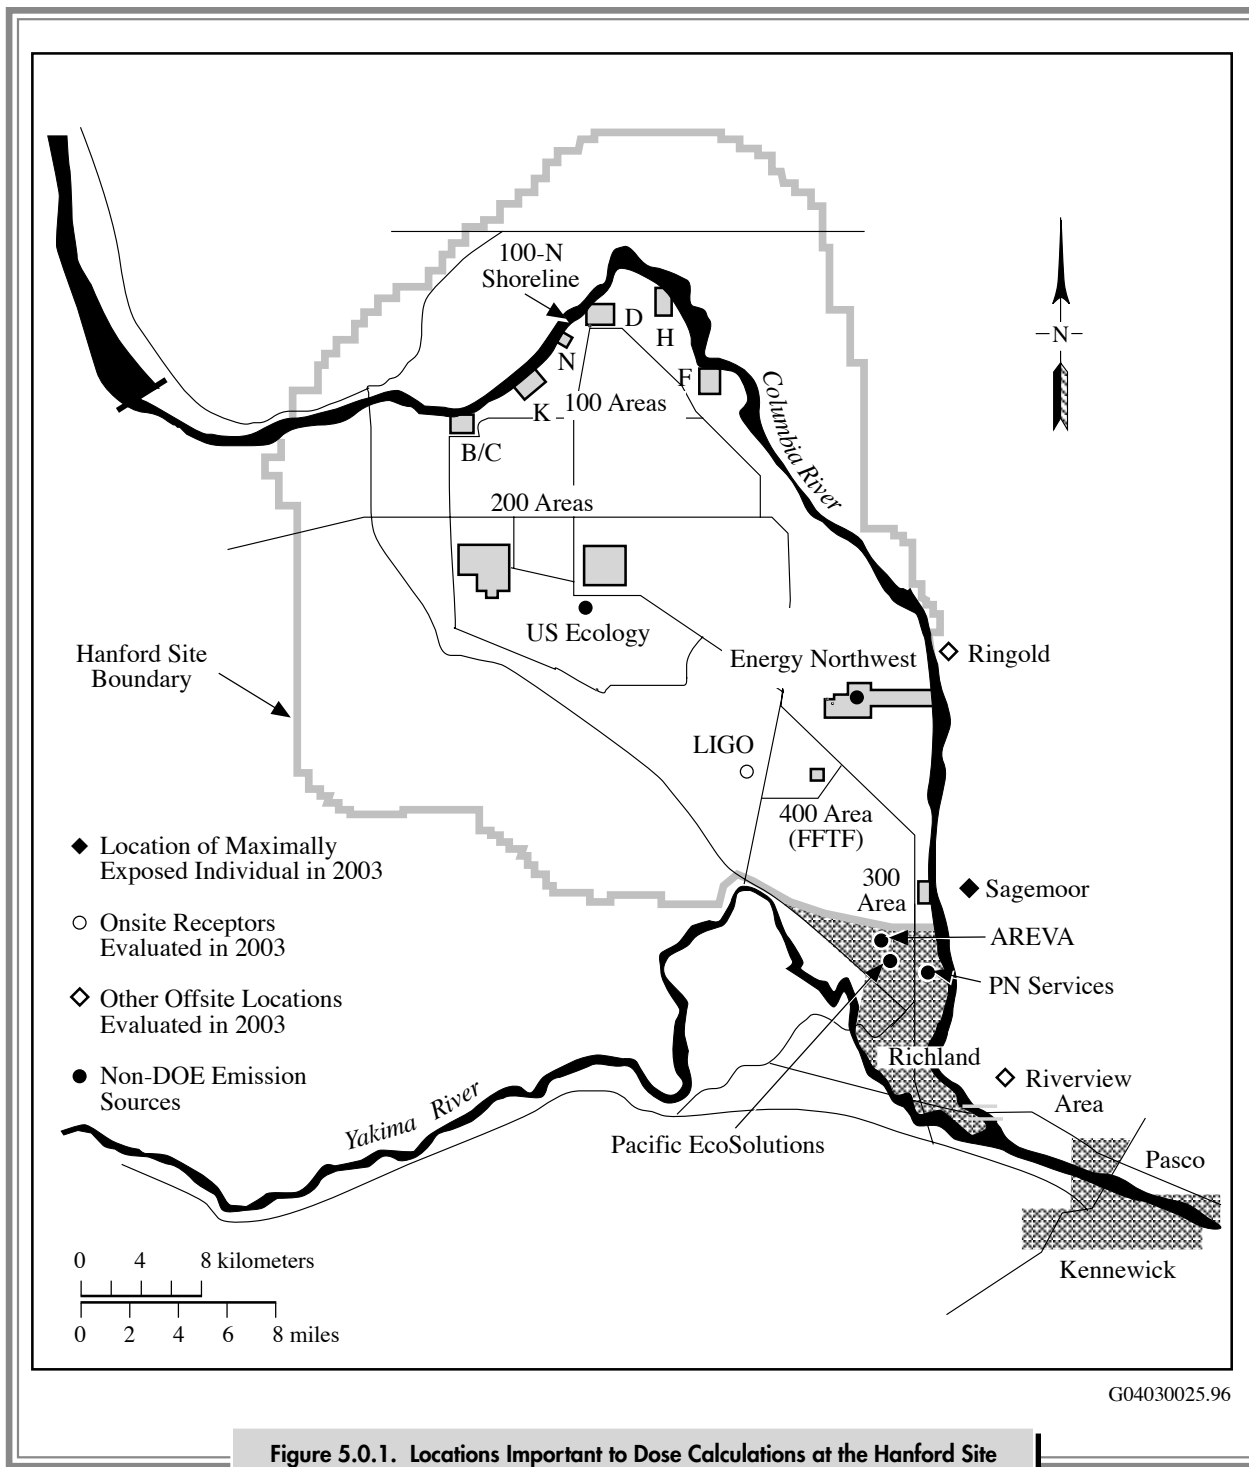 100-N
Shoreline
D
H
N
F
K
100 Areas
B/C
Columbia River
N
200 Areas
US Ecology
Hanford Site
Boundary
Energy Northwest
Ringold
LIGO
400 Area
(FFTF)
300
Area
Sagemoor
AREVA
PN Services
Richland
Riverview
Area
Pacific EcoSolutions
Yakima River
Pasco
Kennewick
Location of Maximally
Exposed Individual in 2003
Onsite Receptors
Evaluated in 2003
Other Offsite Locations
Evaluated in 2003
Non-DOE Emission
Sources
0 4 8 kilometers
0 2 4 6 8 miles
G04030025.96
Figure 5.0.1. Locations Important to Dose Calculations at the Hanford Site